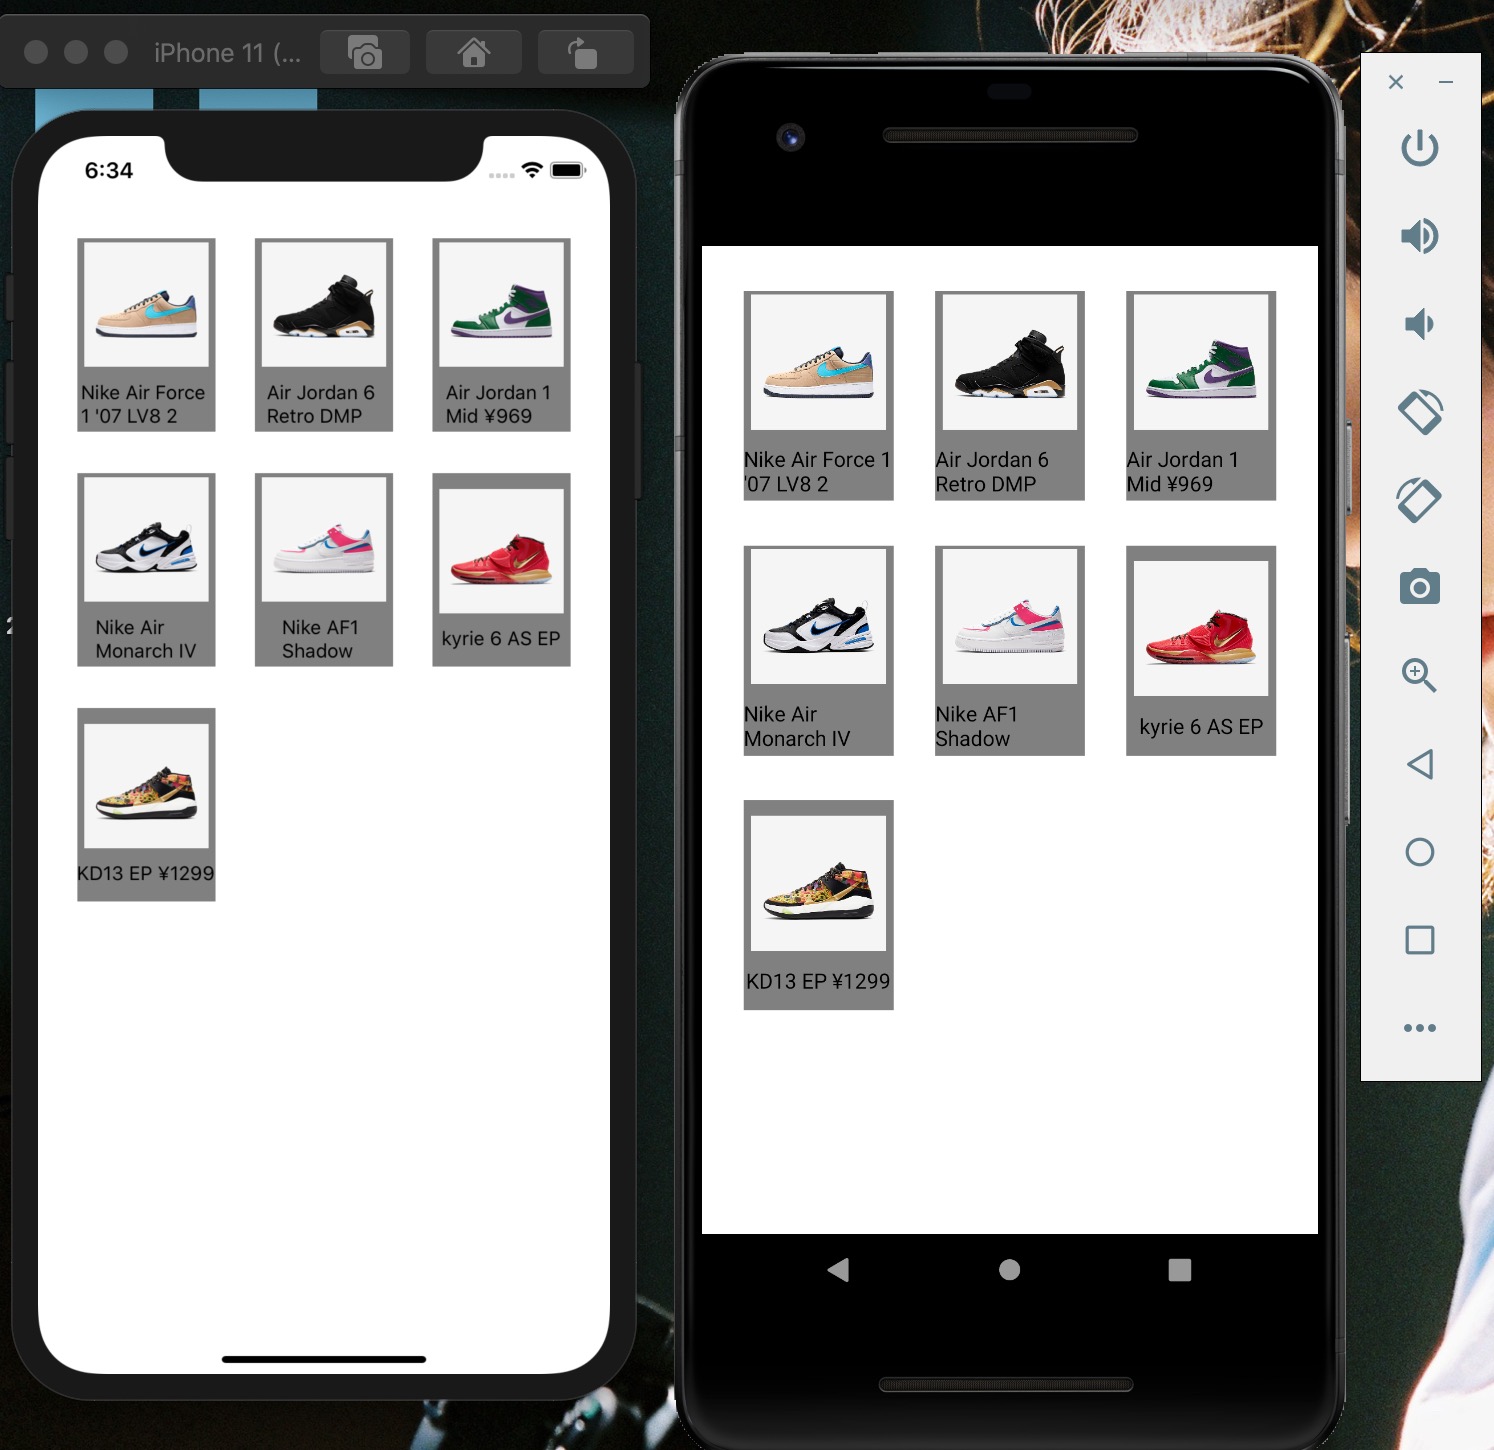 iPhone 11 (...
6:34
Nike Air Force
1 '07 LV8 2
Air Jordan 6
Retro DMP
Air Jordan 1
Mid ¥969
Nike Air
Monarch IV
Nike AF1
Shadow
kyrie 6 AS EP
KD13 EP ¥1299
Nike Air Force 1
'07 LV8 2
Air Jordan 6
Retro DMP
Air Jordan 1
Mid ¥969
Nike Air
Monarch IV
Nike AF1
Shadow
kyrie 6 AS EP
KD13 EP ¥1299